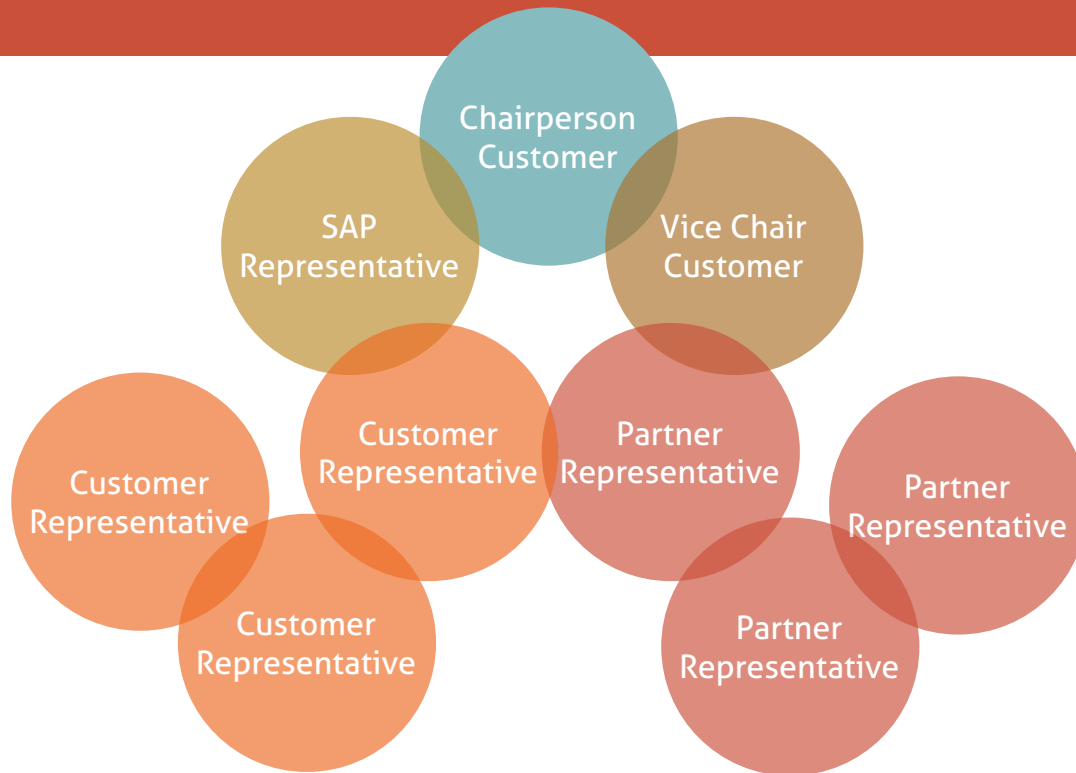 Chairperson
Customer
SAP
Representative
Vice Chair
Customer
Customer
Representative
Partner
Representative
Customer
Representative
Partner
Representative
Customer
Representative
Partner
Representative